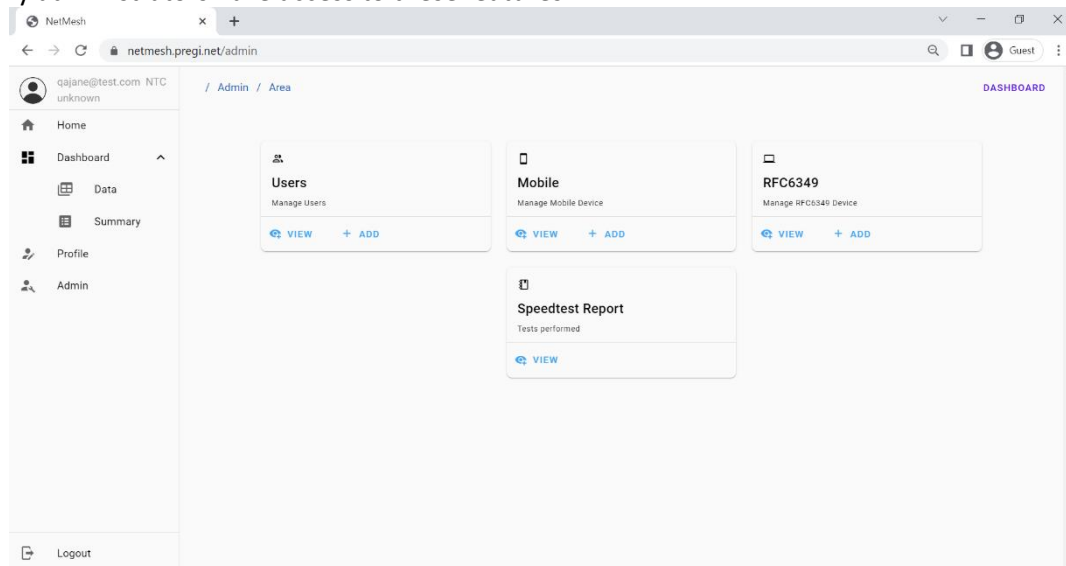 NetMesh
netmesh.pregi.net/admin
Guest
qajane@test.com NTC
unknown
/ Admin / Area
DASHBOARD
Home
Dashboard
Data
Summary
Profile
Admin
Users
Manage Users
VIEW + ADD
Mobile
Manage Mobile Device
VIEW + ADD
RFC6349
Manage RFC6349 Device
VIEW + ADD
Speedtest Report
Tests performed
VIEW
Logout